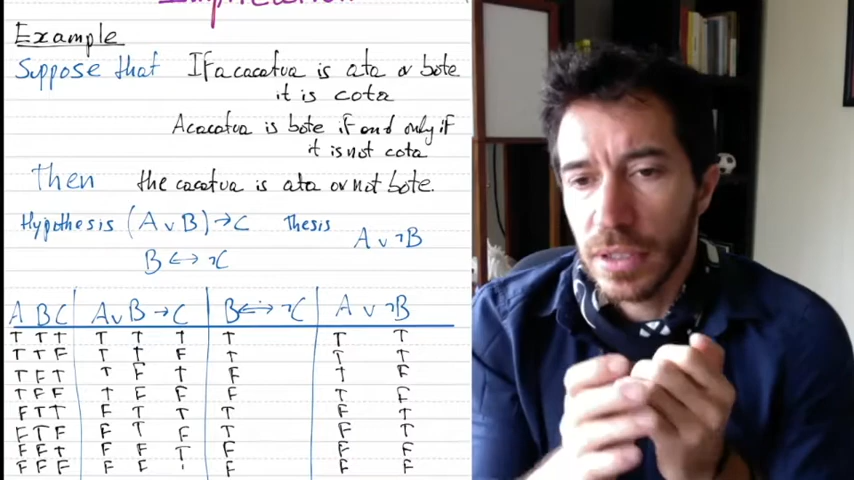 Implication
Example
Suppose that If a cacatua is ata or bote
it is cota
A cacatua is bote if and only if
it is not cota
Then the cacatua is ata or not bote.
Hypothesis (A ∨ B) → C Thesis A ∨ ¬B
B ↔ ¬C
A B C A ∨ B → C B ↔ ¬C A ∨ ¬B
T T T T T T T T T
T T F T T F T T T
T F T T F T F T F
T F F T F F F T F
F T T F T T T F T
F T F F T F T F T
F F T F F T F F F
F F F F F F F F